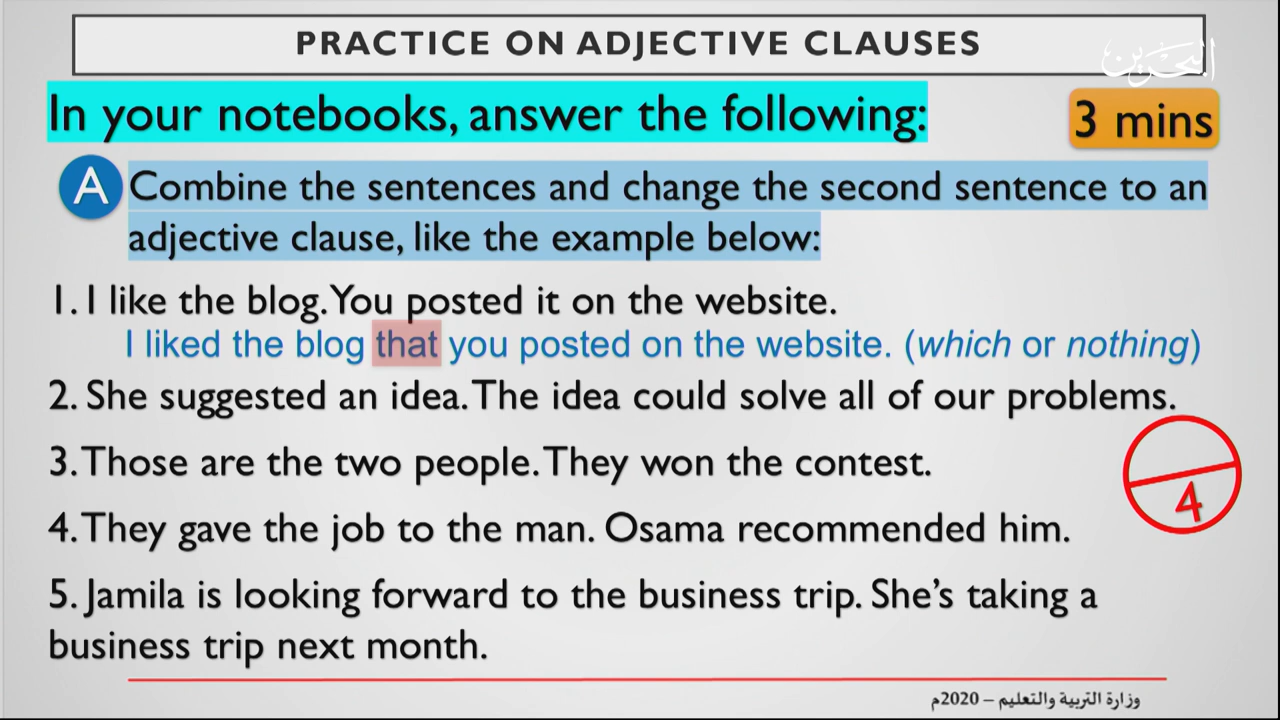 PRACTICE ON ADJECTIVE CLAUSES
البحرين
In your notebooks, answer the following:
3 mins
A
Combine the sentences and change the second sentence to an
adjective clause, like the example below:
1. I like the blog. You posted it on the website.
I liked the blog that you posted on the website. (which or nothing)
2. She suggested an idea. The idea could solve all of our problems.
3. Those are the two people. They won the contest.
4
4. They gave the job to the man. Osama recommended him.
5. Jamila is looking forward to the business trip. She’s taking a
business trip next month.
وزارة التربية والتعليم – 2020م